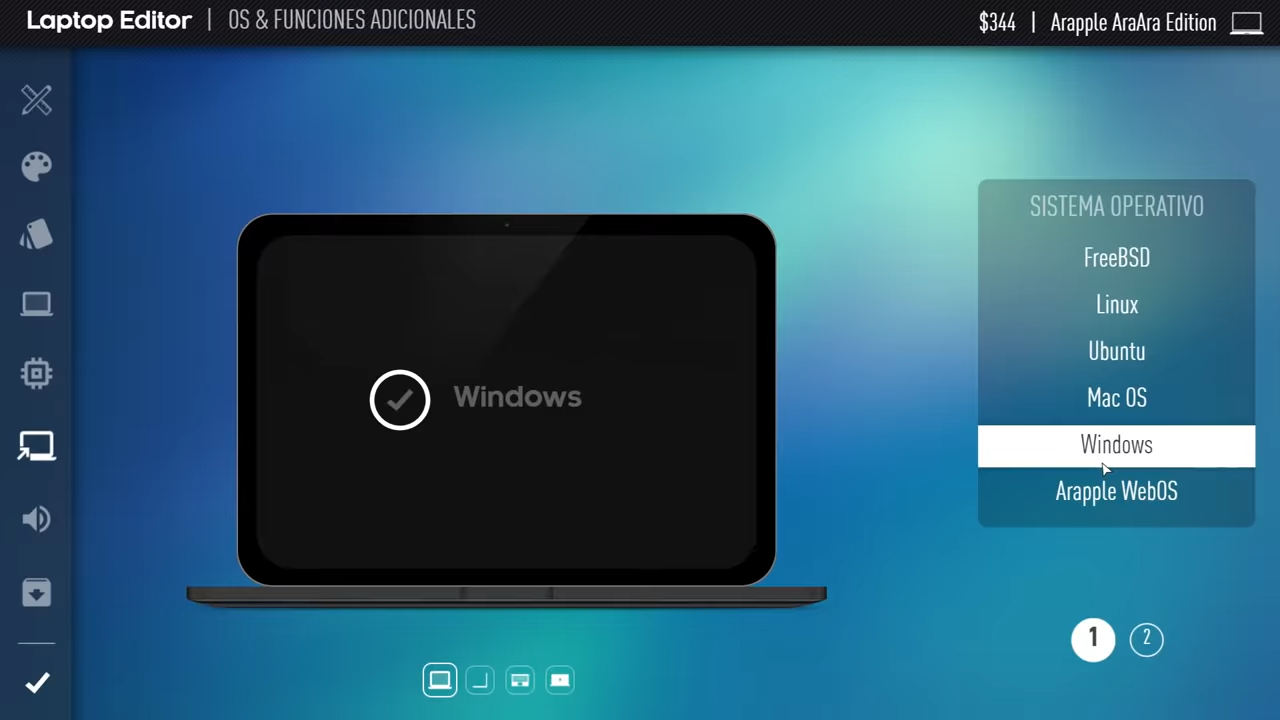 Laptop Editor | OS & FUNCIONES ADICIONALES
$344 | Arapple AraAra Edition
SISTEMA OPERATIVO
FreeBSD
Linux
Ubuntu
Mac OS
Windows
Windows
Arapple WebOS
1 2